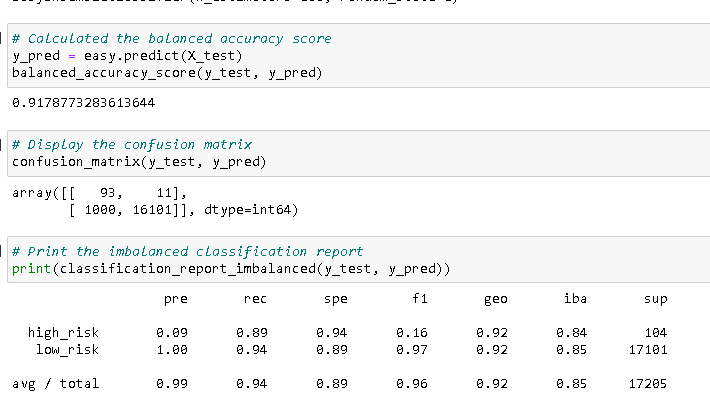 # Calculated the balanced accuracy score
y_pred = easy.predict(X_test)
balanced_accuracy_score(y_test, y_pred)
0.9178773283613644
# Display the confusion matrix
confusion_matrix(y_test, y_pred)
array([[   93,    11],
       [ 1000, 16101]], dtype=int64)
# Print the imbalanced classification report
print(classification_report_imbalanced(y_test, y_pred))
pre rec spe f1 geo iba sup
high_risk 0.09 0.89 0.94 0.16 0.92 0.84 104
low_risk 1.00 0.94 0.89 0.97 0.92 0.85 17101
avg / total 0.99 0.94 0.89 0.96 0.92 0.85 17205